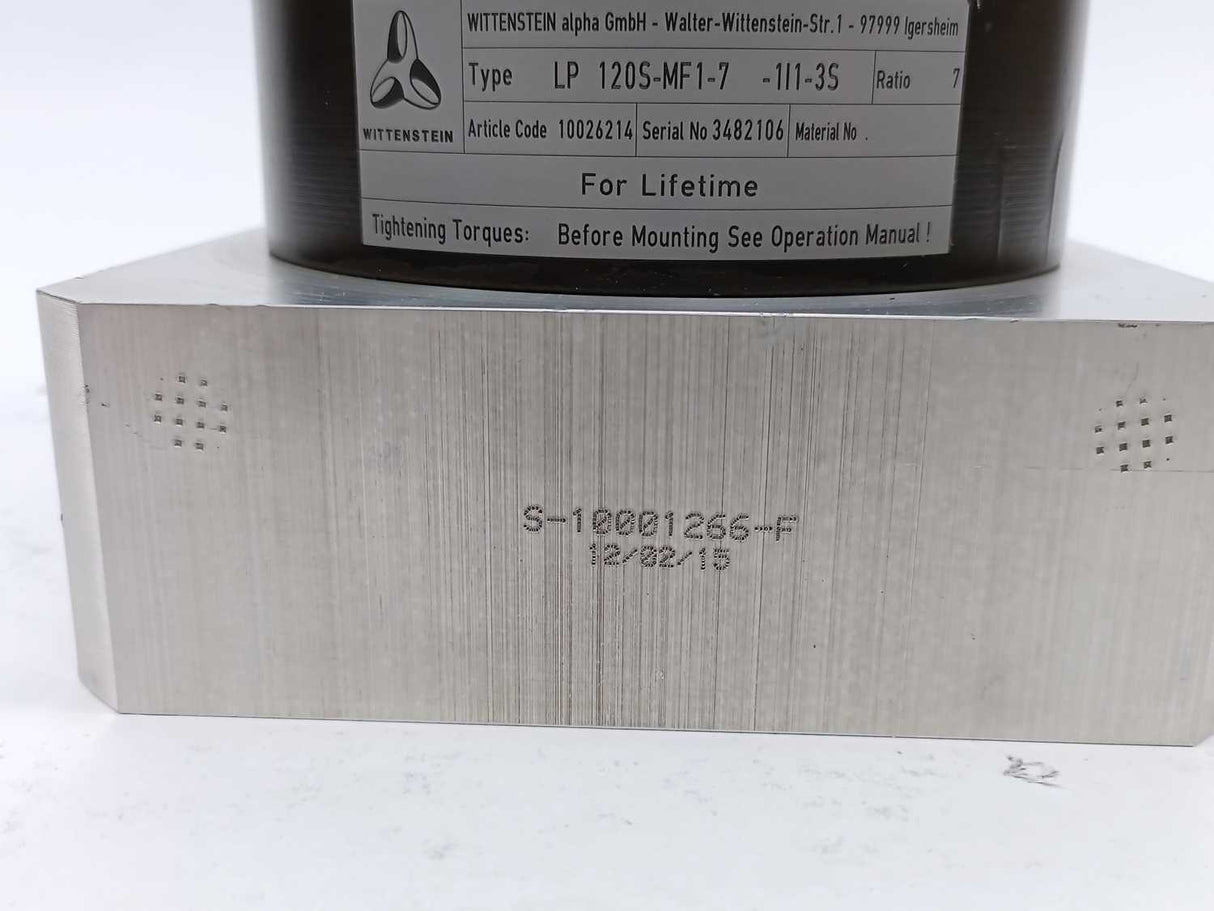 WITTENSTEIN alpha GmbH - Walter-Wittenstein-Str.1 - 97999 Igersheim
Type LP 120S-MF1-7 -1I1-3S Ratio 7
WITTENSTEIN
Article Code 10026214 Serial No 3482106 Material No .
For Lifetime
Tightening Torques: Before Mounting See Operation Manual !
S-10001266-F
12/02/15